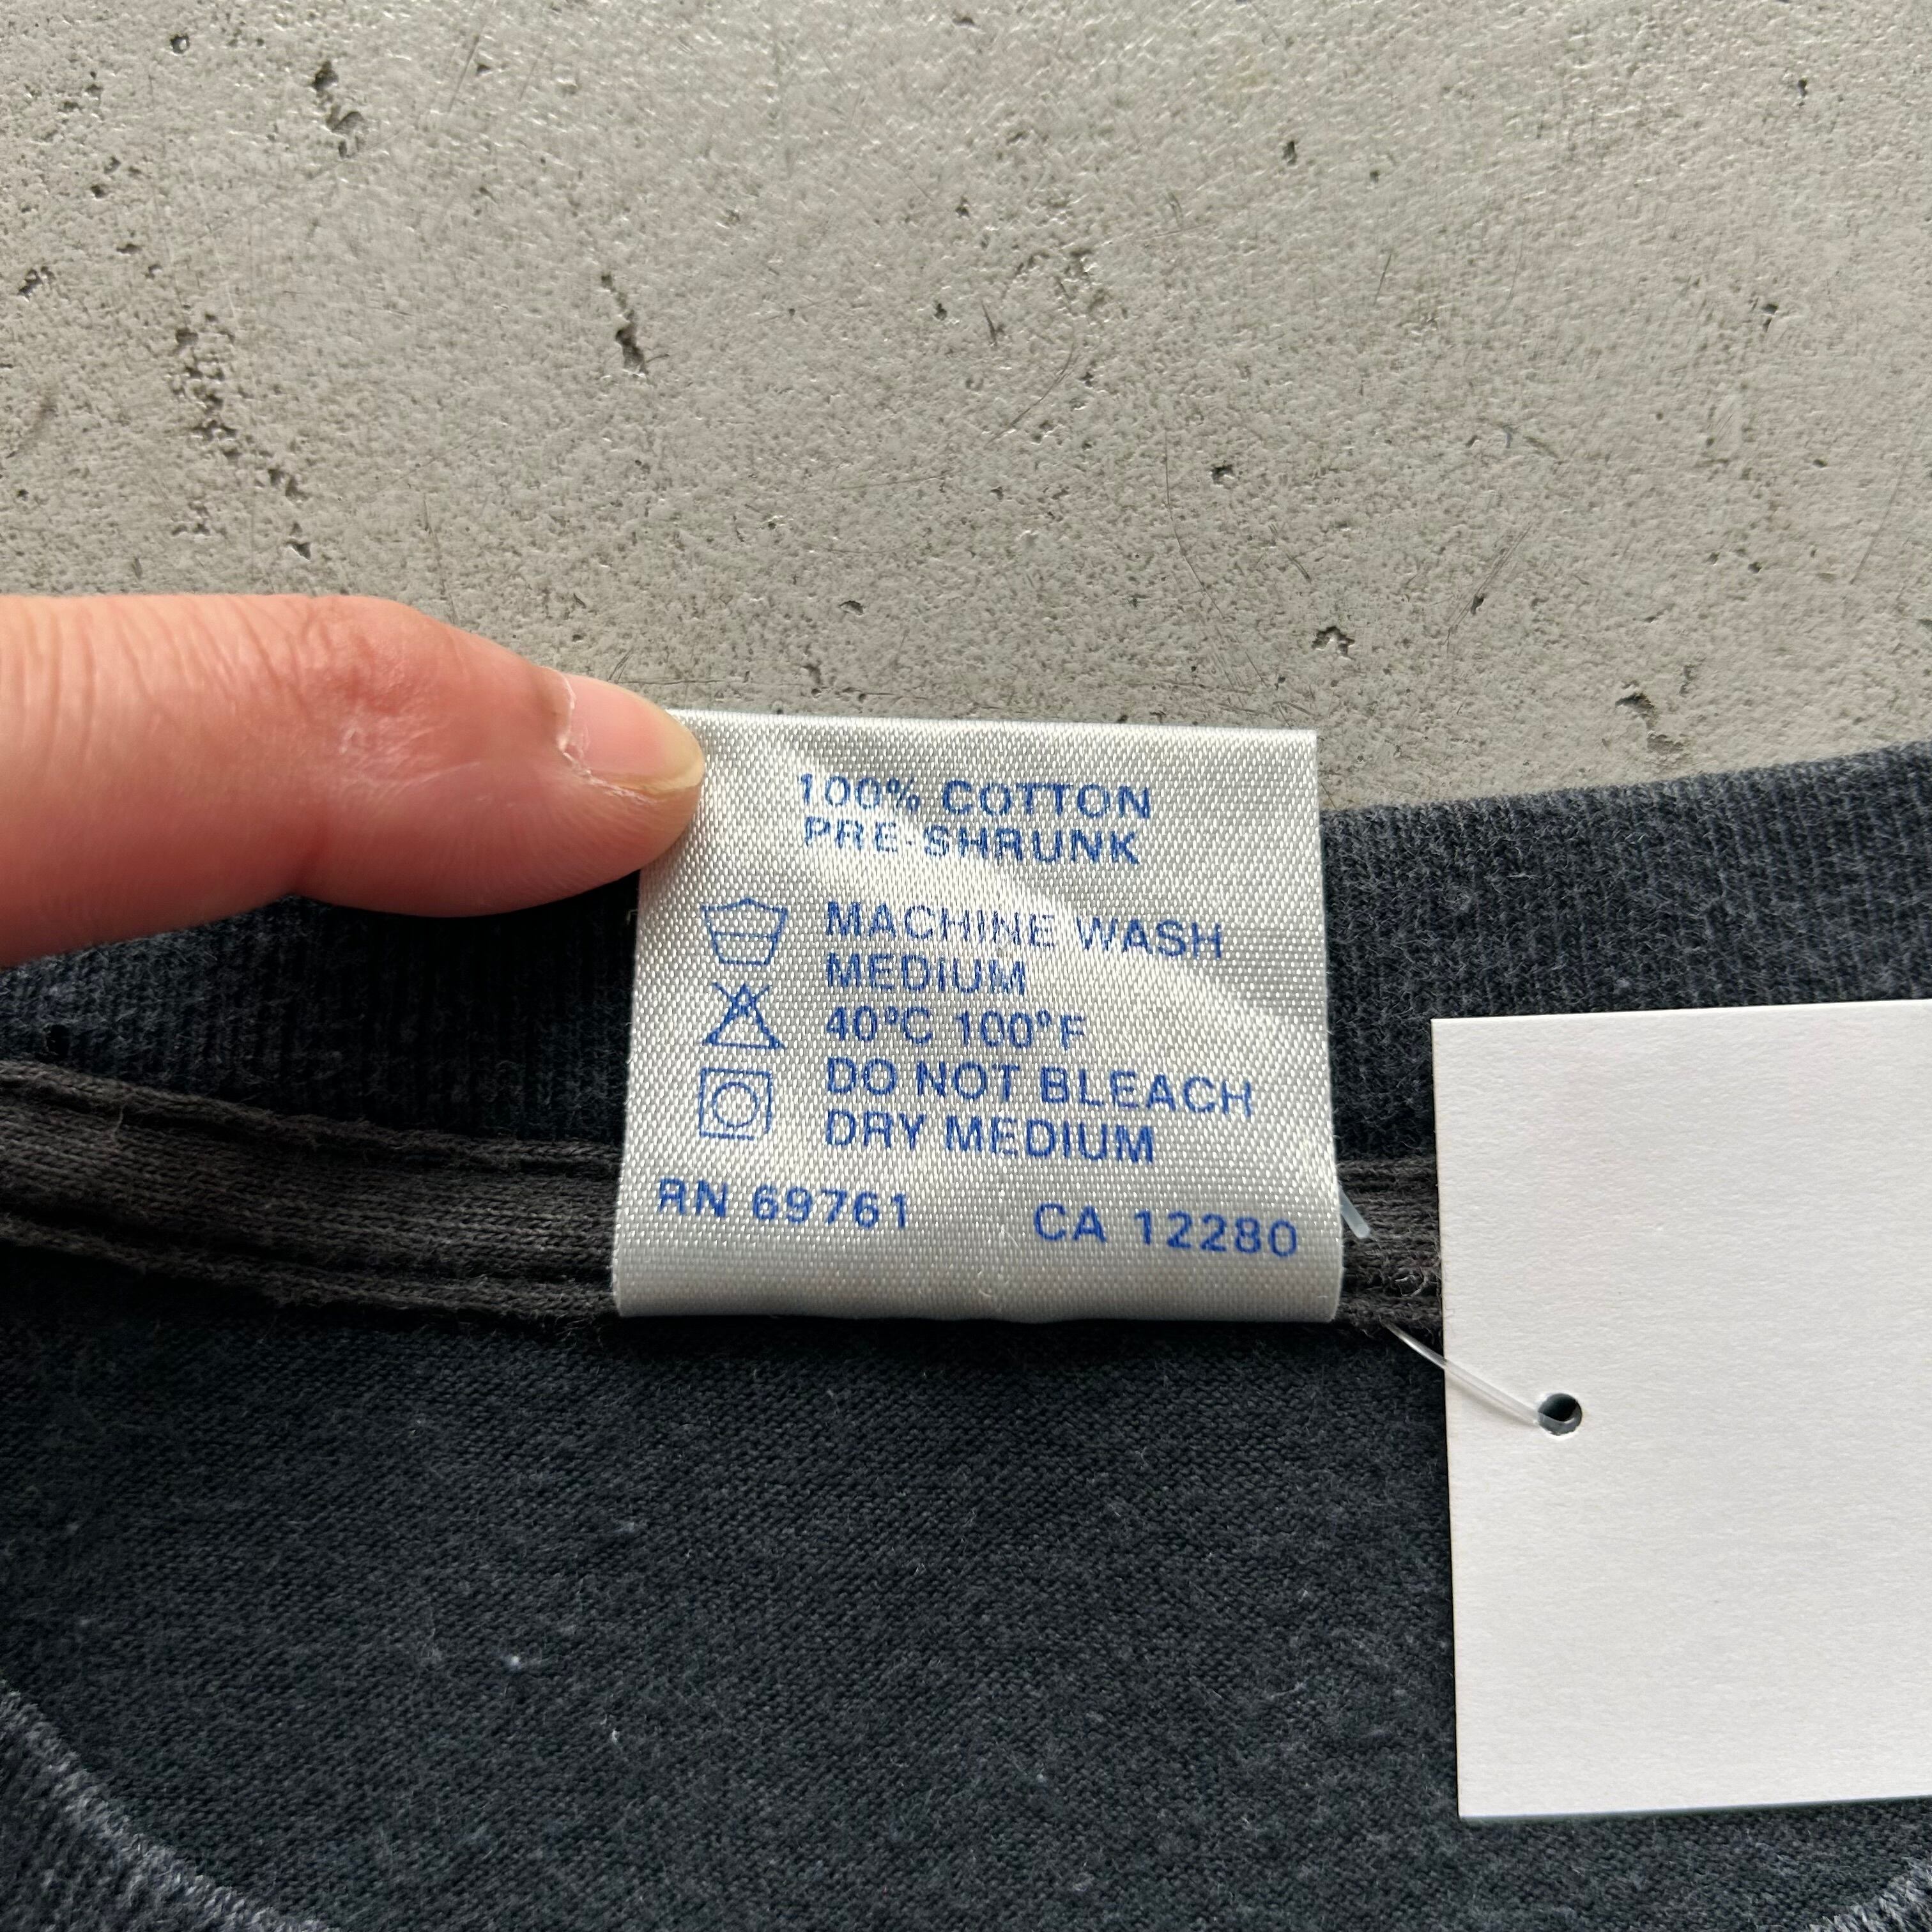 100% COTTON
PRE-SHRUNK
MACHINE WASH
MEDIUM
40°C 100°F
DO NOT BLEACH
DRY MEDIUM
RN 69761 CA 12280